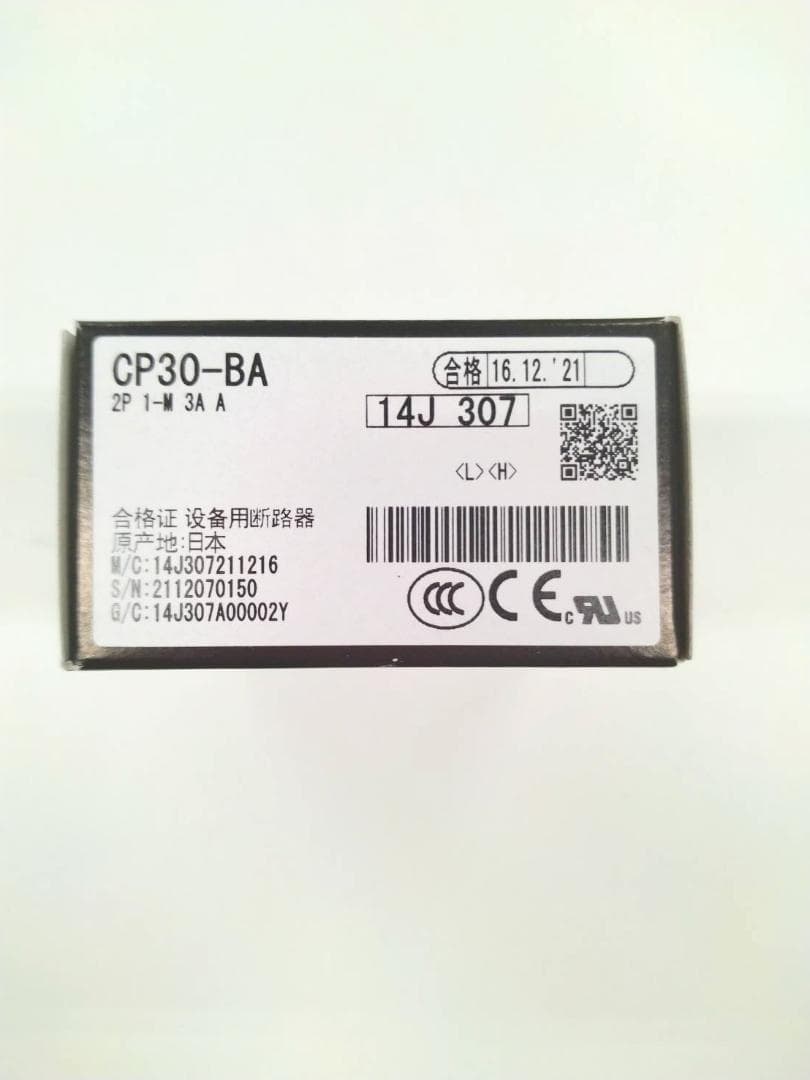 CP30-BA
2P 1-M 3A A
合格 16.12.'21
14J 307
<L> <H>
合格证 设备用断路器
原产地:日本
M/C:14J307211216
S/N:2112070150
G/C:14J307A00002Y
CCC CE c RU US